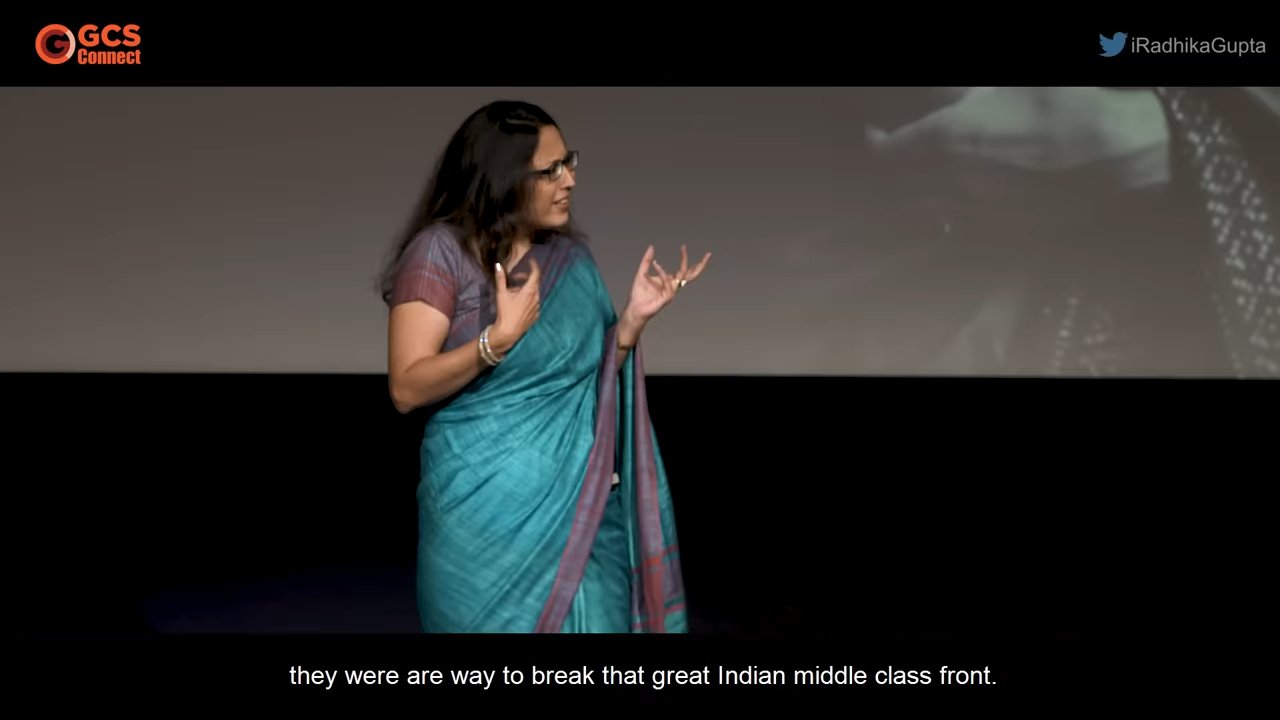 GCS
Connect
iRadhikaGupta
they were are way to break that great Indian middle class front.